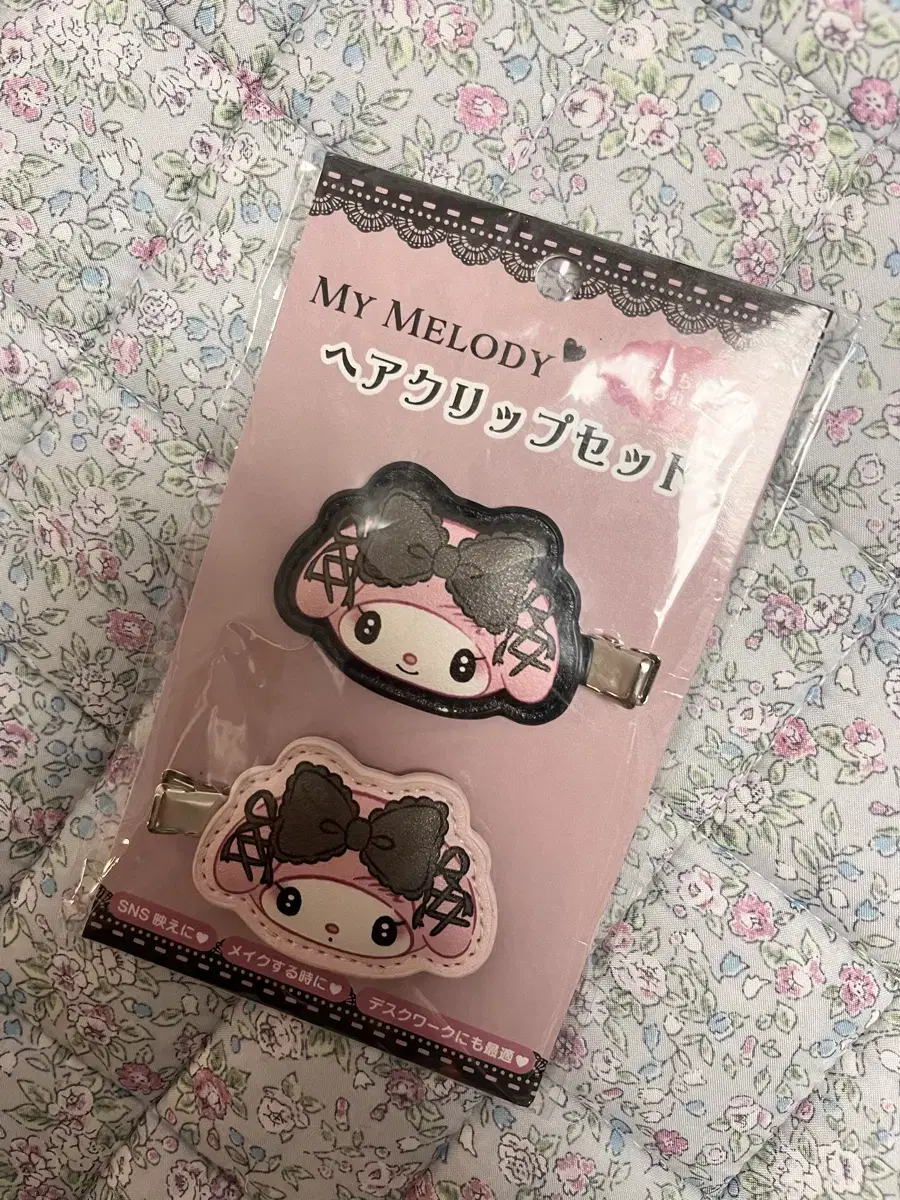 MY MELODY♥
ヘアクリップセット
SNS映えに♥
メイクする時に♥
デスクワークにも最適♥